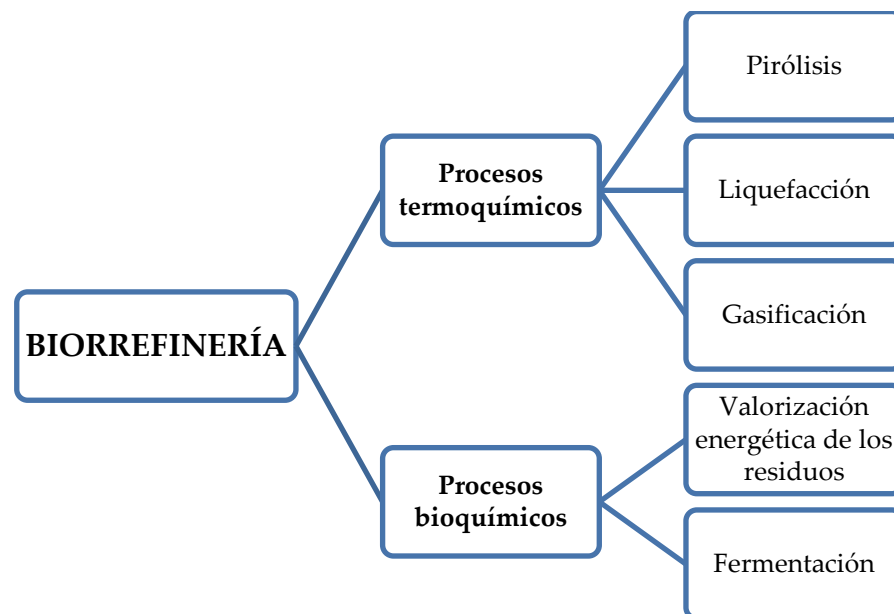 BIORREFINERÍA
Procesos
termoquímicos
Pirólisis
Liquefacción
Gasificación
Procesos
bioquímicos
Valorización
energética de los
residuos
Fermentación